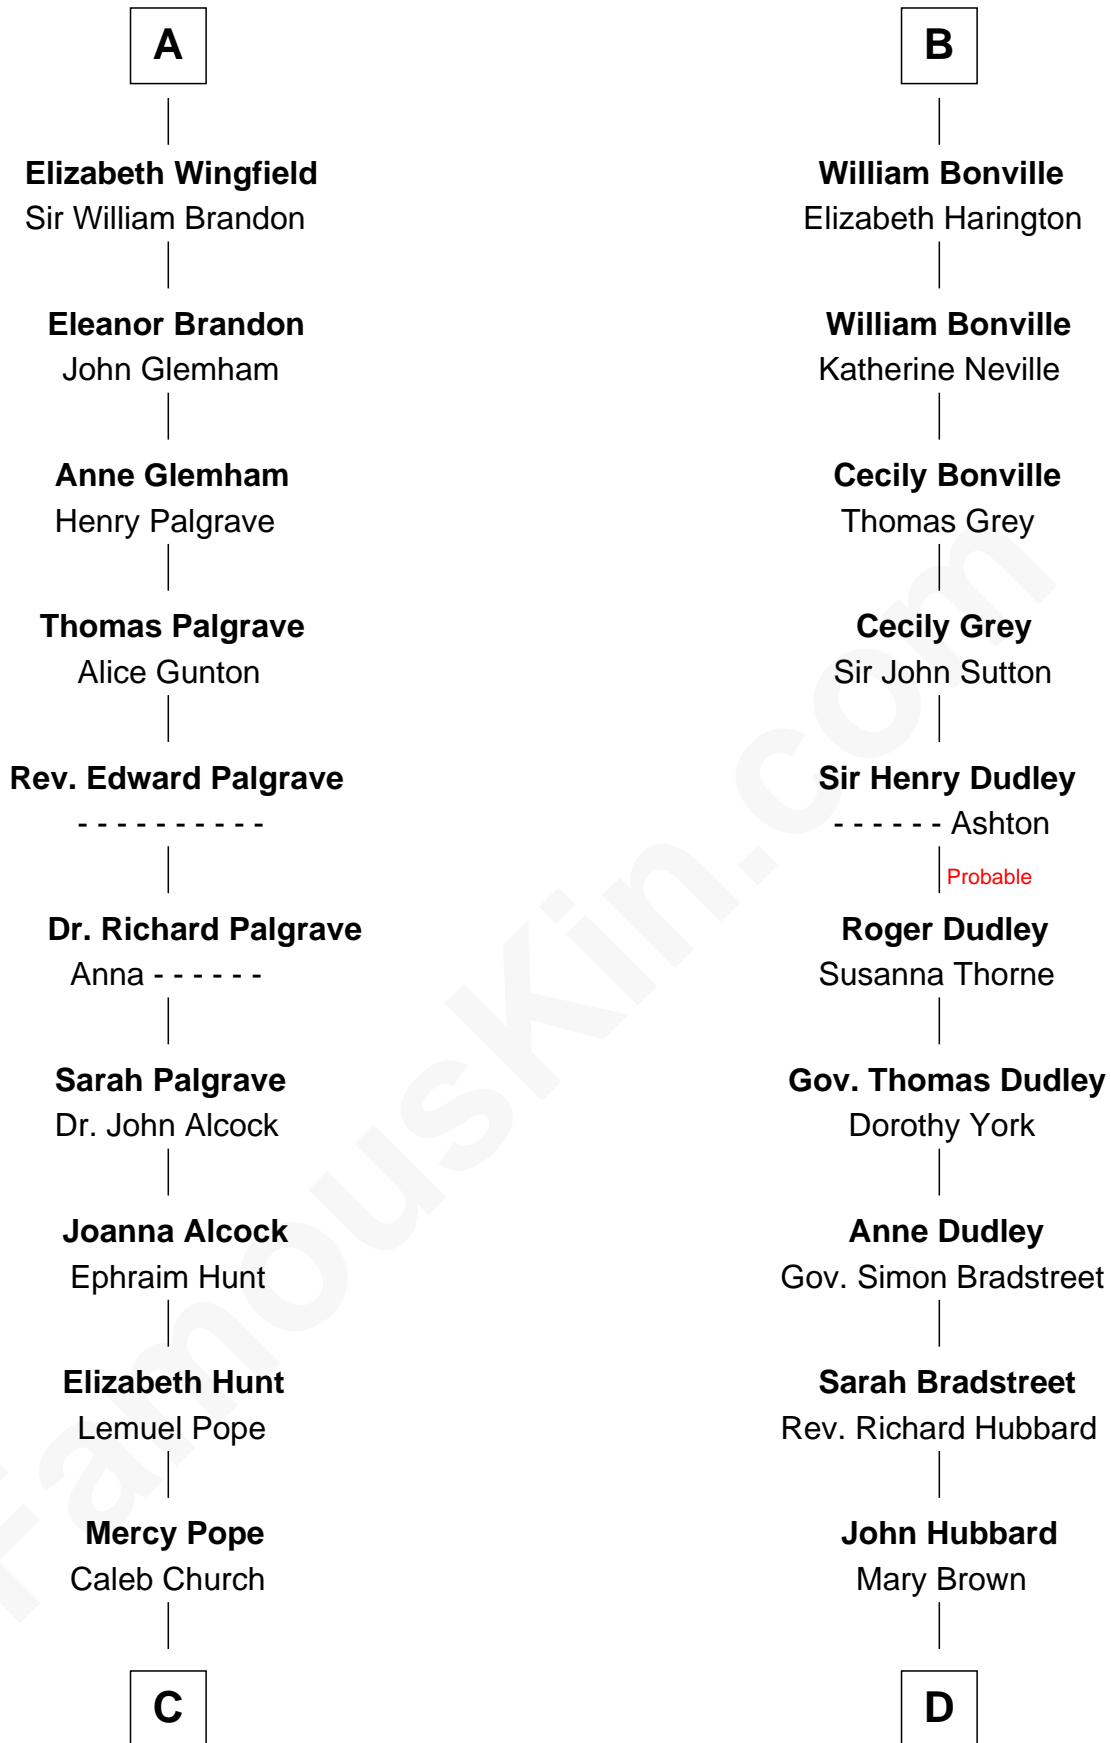 A
Elizabeth Wingfield
Sir William Brandon
Eleanor Brandon
John Glemham
Anne Glemham
Henry Palgrave
Thomas Palgrave
Alice Gunton
Rev. Edward Palgrave
- - - - - - - - - -
Dr. Richard Palgrave
Anna - - - - - -
Sarah Palgrave
Dr. John Alcock
Joanna Alcock
Ephraim Hunt
Elizabeth Hunt
Lemuel Pope
Mercy Pope
Caleb Church
C
B
William Bonville
Elizabeth Harington
William Bonville
Katherine Neville
Cecily Bonville
Thomas Grey
Cecily Grey
Sir John Sutton
Sir Henry Dudley
- - - - - - Ashton
Probable
Roger Dudley
Susanna Thorne
Gov. Thomas Dudley
Dorothy York
Anne Dudley
Gov. Simon Bradstreet
Sarah Bradstreet
Rev. Richard Hubbard
John Hubbard
Mary Brown
D
FamousKin.com